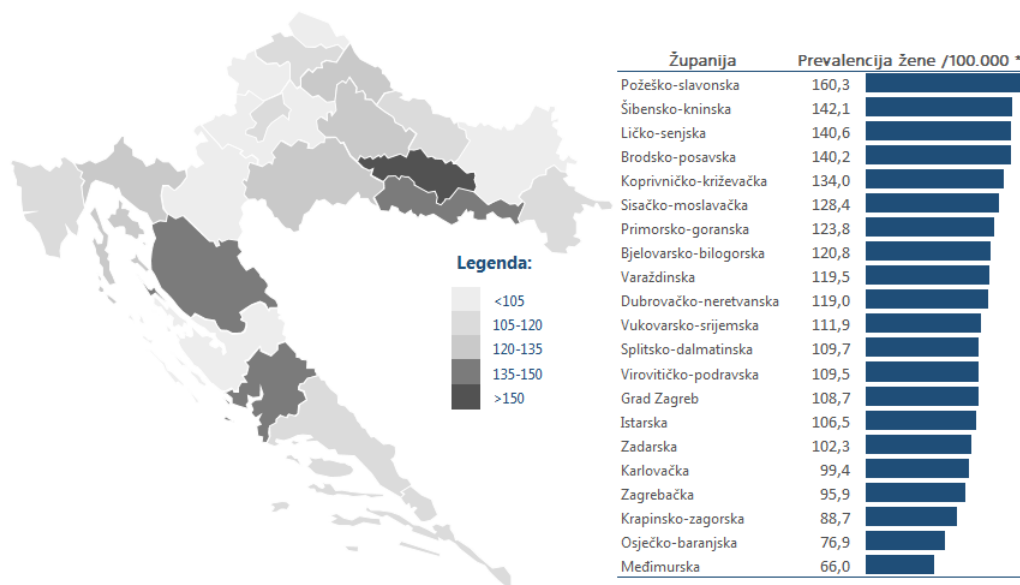 Županija Prevalencija žene /100.000 *
Požeško-slavonska 160,3
Šibensko-kninska 142,1
Ličko-senjska 140,6
Brodsko-posavska 140,2
Koprivničko-križevačka 134,0
Sisačko-moslavačka 128,4
Primorsko-goranska 123,8
Bjelovarsko-bilogorska 120,8
Varaždinska 119,5
Dubrovačko-neretvanska 119,0
Vukovarsko-srijemska 111,9
Splitsko-dalmatinska 109,7
Virovitičko-podravska 109,5
Grad Zagreb 108,7
Istarska 106,5
Zadarska 102,3
Karlovačka 99,4
Zagrebačka 95,9
Krapinsko-zagorska 88,7
Osječko-baranjska 76,9
Međimurska 66,0
Legenda:
<105
105-120
120-135
135-150
>150